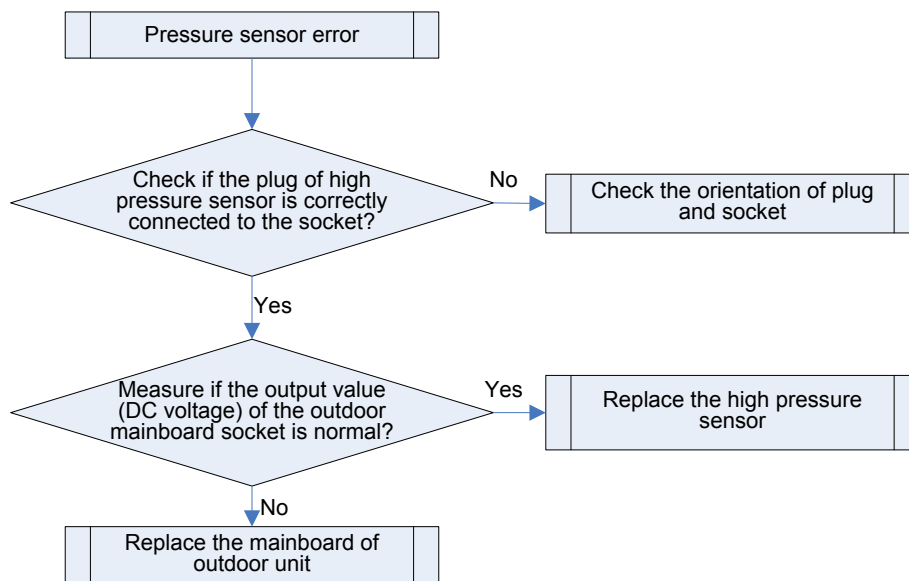 Pressure sensor error
Check if the plug of high
pressure sensor is correctly
connected to the socket?
No
Check the orientation of plug
and socket
Yes
Measure if the output value
(DC voltage) of the outdoor
mainboard socket is normal?
Yes
Replace the high pressure
sensor
No
Replace the mainboard of
outdoor unit